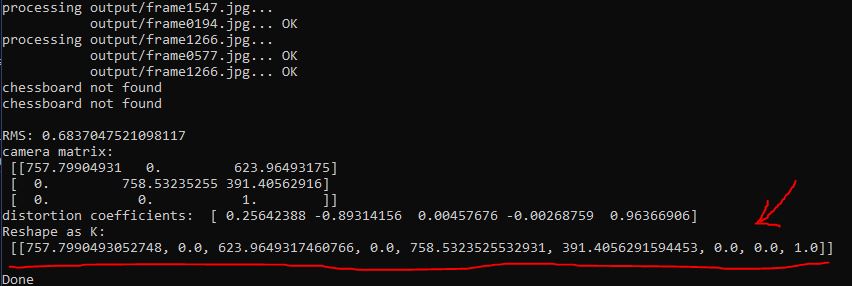 processing output/frame1547.jpg...
output/frame0194.jpg... OK
processing output/frame1266.jpg...
output/frame0577.jpg... OK
output/frame1266.jpg... OK
chessboard not found
chessboard not found
RMS: 0.6837047521098117
camera matrix:
[[757.79904931 0. 623.96493175]
[ 0. 758.53235255 391.40562916]
[ 0. 0. 1. ]]
distortion coefficients: [ 0.25642388 -0.89314156 0.00457676 -0.00268759 0.96366906]
Reshape as K:
[[757.7990493052748, 0.0, 623.9649317460766, 0.0, 758.5323525532931, 391.4056291594453, 0.0, 0.0, 1.0]]
Done